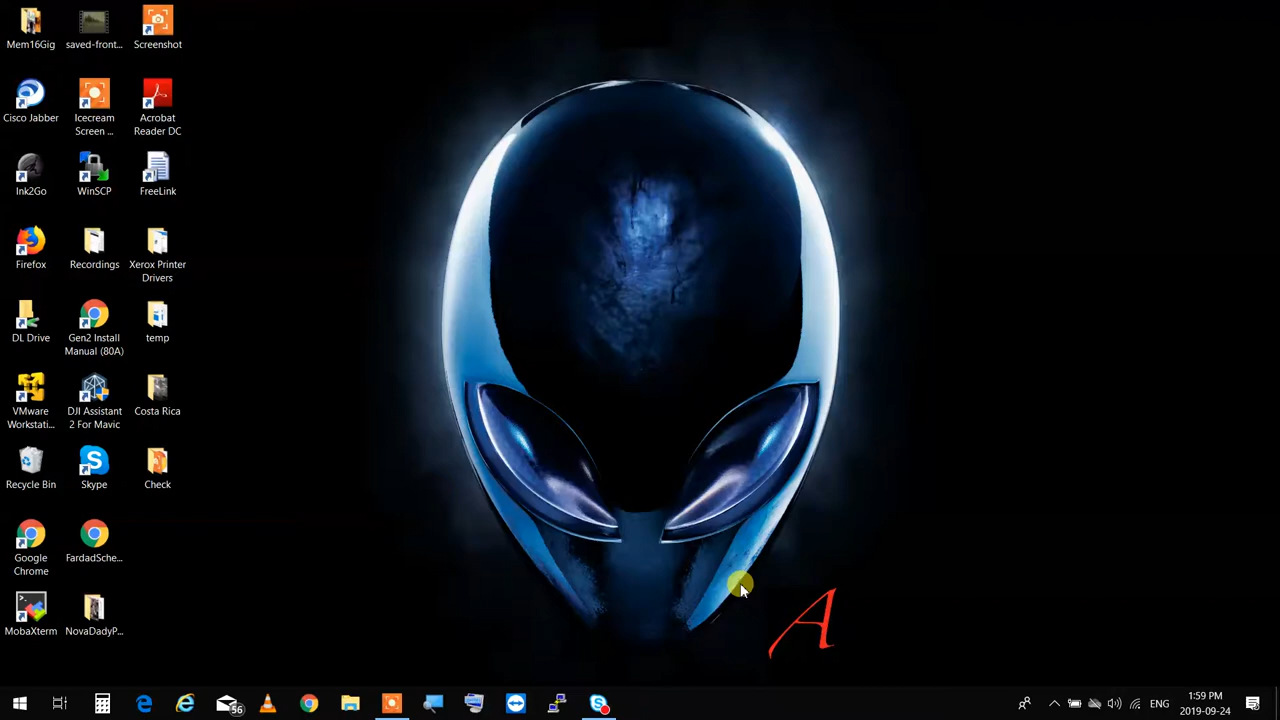 Mem16Gig
saved-front...
Screenshot
Cisco Jabber
Icecream
Screen ...
Acrobat
Reader DC
Ink2Go
WinSCP
FreeLink
Firefox
Recordings
Xerox Printer
Drivers
DL Drive
Gen2 Install
Manual (80A)
temp
VMware
Workstati...
DJI Assistant
2 For Mavic
Costa Rica
Recycle Bin
Skype
Check
Google
Chrome
FardadSche...
MobaXterm
NovaDadyP...
A
56
ENG
1:59 PM
2019-09-24